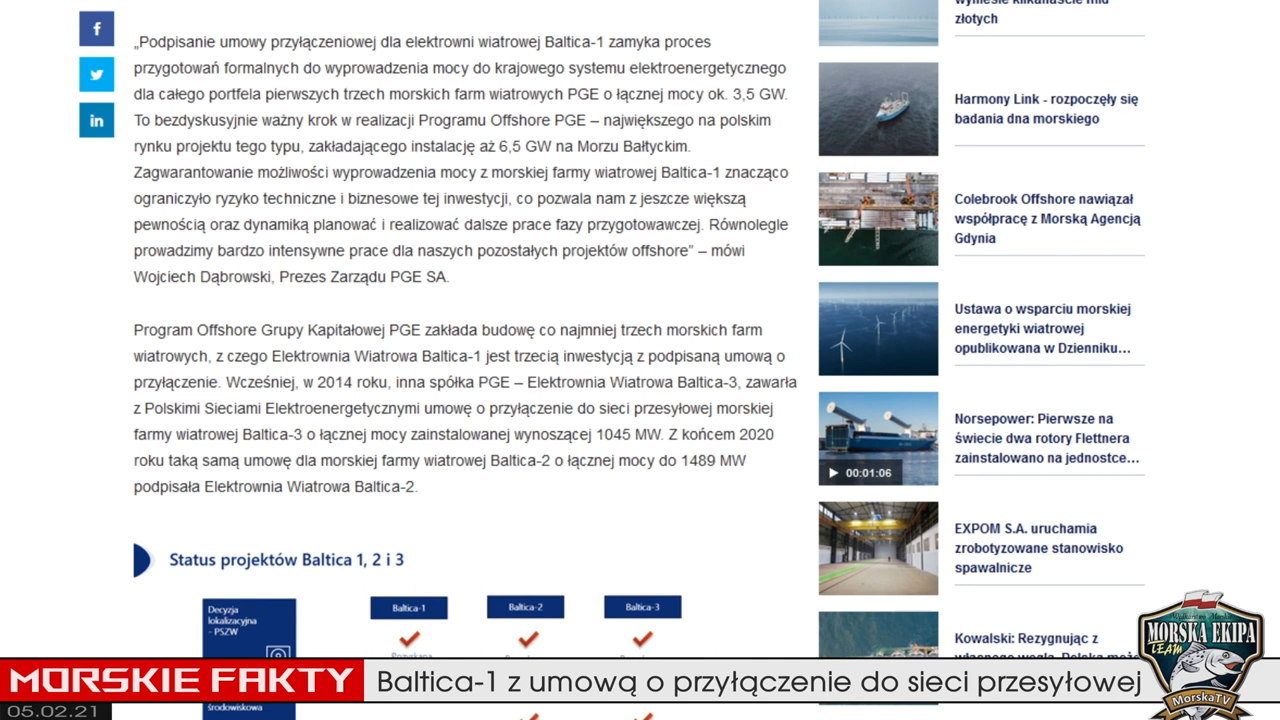 „Podpisanie umowy przyłączeniowej dla elektrowni wiatrowej Baltica-1 zamyka proces
przygotowań formalnych do wyprowadzenia mocy do krajowego systemu elektroenergetycznego
dla całego portfela pierwszych trzech morskich farm wiatrowych PGE o łącznej mocy ok. 3,5 GW.
To bezdyskusyjnie ważny krok w realizacji Programu Offshore PGE – największego na polskim
rynku projektu tego typu, zakładającego instalację aż 6,5 GW na Morzu Bałtyckim.
Zagwarantowanie możliwości wyprowadzenia mocy z morskiej farmy wiatrowej Baltica-1 znacząco
ograniczyło ryzyko techniczne i biznesowe tej inwestycji, co pozwala nam z jeszcze większą
pewnością oraz dynamiką planować i realizować dalsze prace fazy przygotowawczej. Równolegle
prowadzimy bardzo intensywne prace dla naszych pozostałych projektów offshore” – mówi
Wojciech Dąbrowski, Prezes Zarządu PGE SA.
Program Offshore Grupy Kapitałowej PGE zakłada budowę co najmniej trzech morskich farm
wiatrowych, z czego Elektrownia Wiatrowa Baltica-1 jest trzecią inwestycją z podpisaną umową o
przyłączenie. Wcześniej, w 2014 roku, inna spółka PGE – Elektrownia Wiatrowa Baltica-3, zawarła
z Polskimi Sieciami Elektroenergetycznymi umowę o przyłączenie do sieci przesyłowej morskiej
farmy wiatrowej Baltica-3 o łącznej mocy zainstalowanej wynoszącej 1045 MW. Z końcem 2020
roku taką samą umowę dla morskiej farmy wiatrowej Baltica-2 o łącznej mocy do 1489 MW
podpisała Elektrownia Wiatrowa Baltica-2.
Status projektów Baltica 1, 2 i 3
Decyzja
lokalizacyjna
- PSZW
Baltica-1
Baltica-2
Baltica-3
środowiskowa
złotych
Harmony Link - rozpoczęły się
badania dna morskiego
Colebrook Offshore nawiązał
współpracę z Morską Agencją
Gdynia
Ustawa o wsparciu morskiej
energetyki wiatrowej
opublikowana w Dzienniku...
Norsepower: Pierwsze na
świecie dwa rotory Flettnera
zainstalowano na jednostce...
00:01:06
EXPOM S.A. uruchamia
zrobotyzowane stanowisko
spawalnicze
Kowalski: Rezygnując z
MORSKIE FAKTY
Baltica-1 z umową o przyłączenie do sieci przesyłowej
05.02.21
MORSKA EKIPA
TEAM
MorskaTV